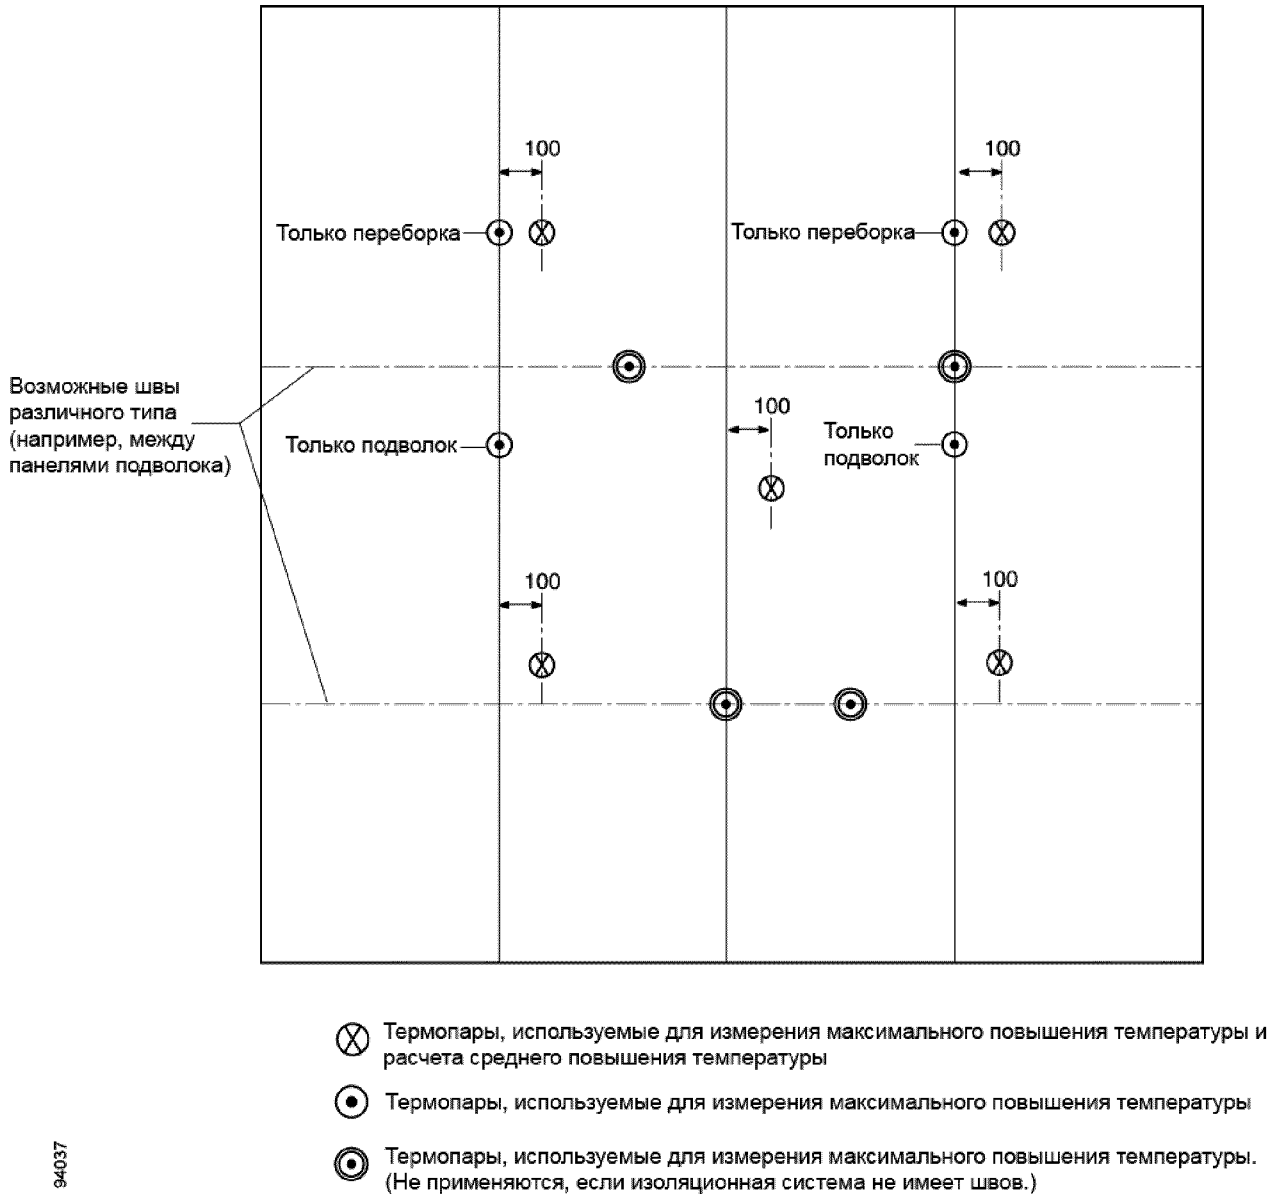 100
100
Только переборка
Только переборка
Возможные швы
различного типа
(например, между
панелями подволока)
100
Только подволок
Только
подволок
100
100
Термопары, используемые для измерения максимального повышения температуры и
расчета среднего повышения температуры
Термопары, используемые для измерения максимального повышения температуры
Термопары, используемые для измерения максимального повышения температуры.
(Не применяются, если изоляционная система не имеет швов.)
94037